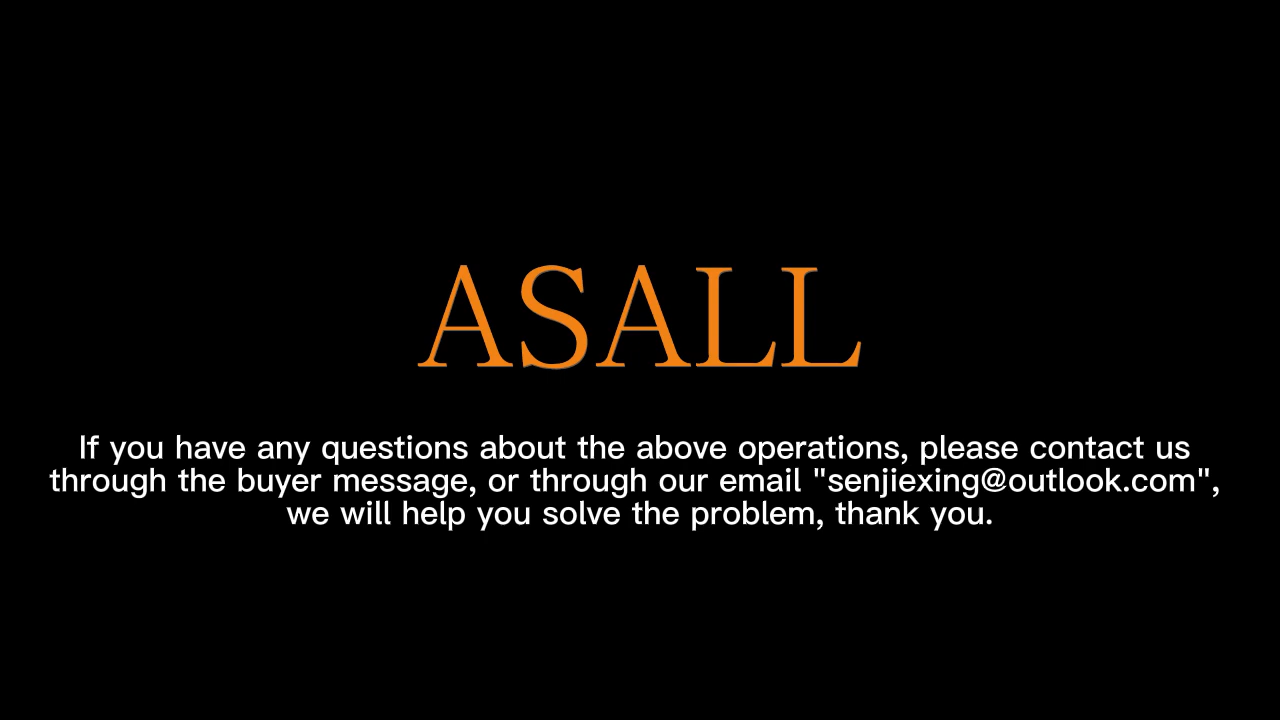 ASALL
If you have any questions about the above operations, please contact us
through the buyer message, or through our email "senjiexing@outlook.com",
we will help you solve the problem, thank you.